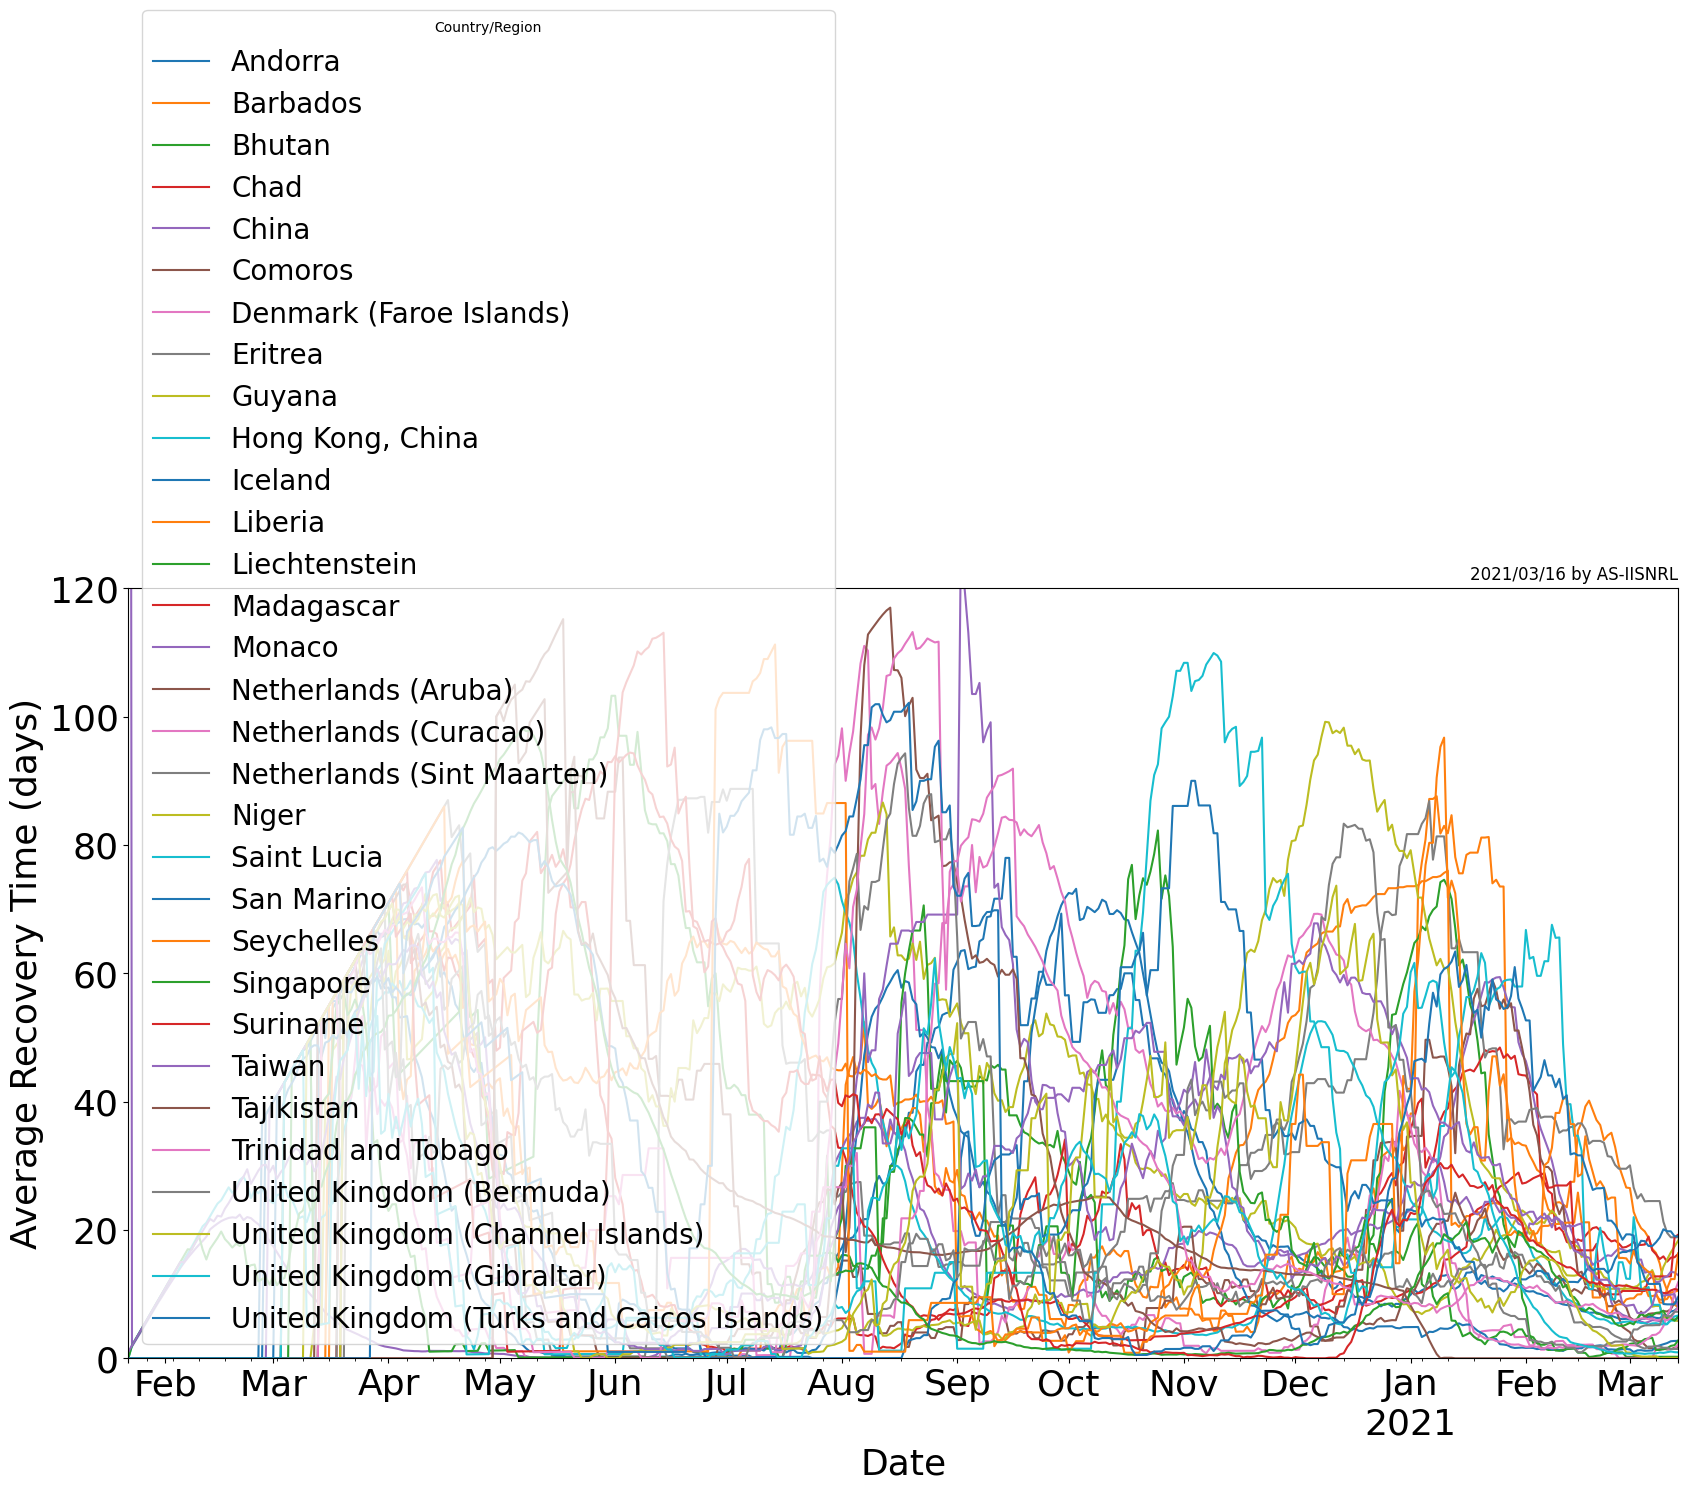 Country/Region
Andorra
Barbados
Bhutan
Chad
China
Comoros
Denmark (Faroe Islands)
Eritrea
Guyana
Hong Kong, China
Iceland
Liberia
Liechtenstein
Madagascar
Monaco
Netherlands (Aruba)
Netherlands (Curacao)
Netherlands (Sint Maarten)
Niger
Saint Lucia
San Marino
Seychelles
Singapore
Suriname
Taiwan
Tajikistan
Trinidad and Tobago
United Kingdom (Bermuda)
United Kingdom (Channel Islands)
United Kingdom (Gibraltar)
United Kingdom (Turks and Caicos Islands)
2021/03/16 by AS-IISNRL
Average Recovery Time (days)
120
100
80
60
40
20
0
Feb Mar Apr May Jun Jul Aug Sep Oct Nov Dec Jan Feb Mar
2021
Date